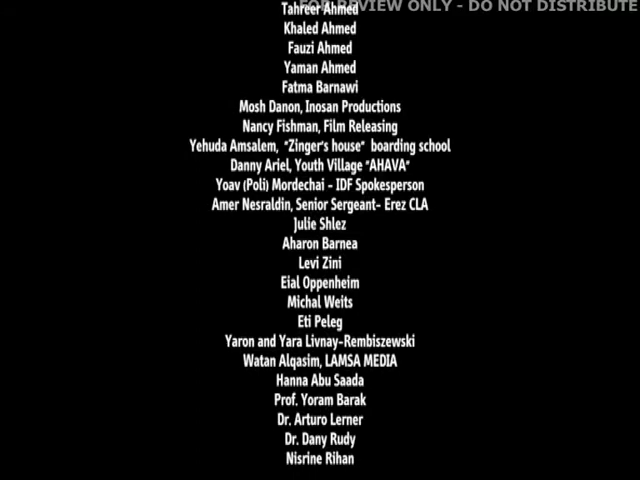 FOR REVIEW ONLY - DO NOT DISTRIBUTE
Tahreer Ahmed
Khaled Ahmed
Fauzi Ahmed
Yaman Ahmed
Fatma Barnawi
Mosh Danon, Inosan Productions
Nancy Fishman, Film Releasing
Yehuda Amsalem, "Zinger's house" boarding school
Danny Ariel, Youth Village "AHAVA"
Yoav (Poli) Mordechai - IDF Spokesperson
Amer Nesraldin, Senior Sergeant- Erez CLA
Julie Shlez
Aharon Barnea
Levi Zini
Eial Oppenheim
Michal Weits
Eti Peleg
Yaron and Yara Livnay-Rembiszewski
Watan Alqasim, LAMSA MEDIA
Hanna Abu Saada
Prof. Yoram Barak
Dr. Arturo Lerner
Dr. Dany Rudy
Nisrine Rihan